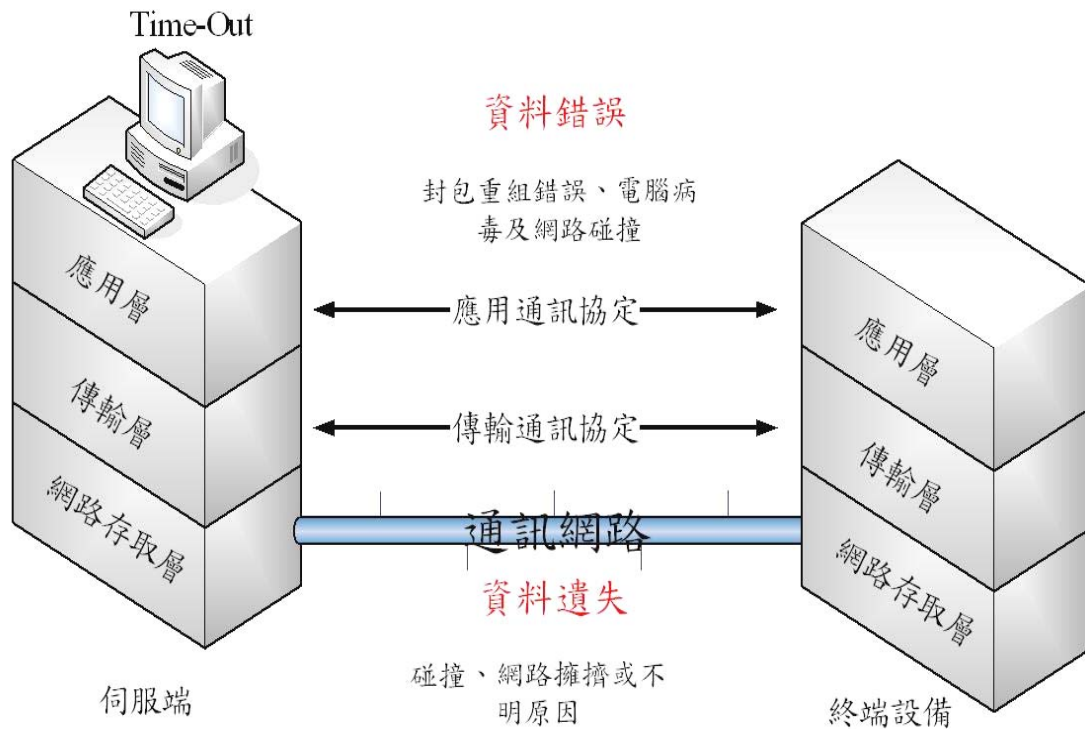 Time-Out
資料錯誤
封包重組錯誤、電腦病
毒及網路碰撞
應用層
應用通訊協定
應用層
傳輸層
傳輸通訊協定
傳輸層
網路存取層
通訊網路
網路存取層
資料遺失
碰撞、網路擁擠或不
明原因
伺服端
終端設備